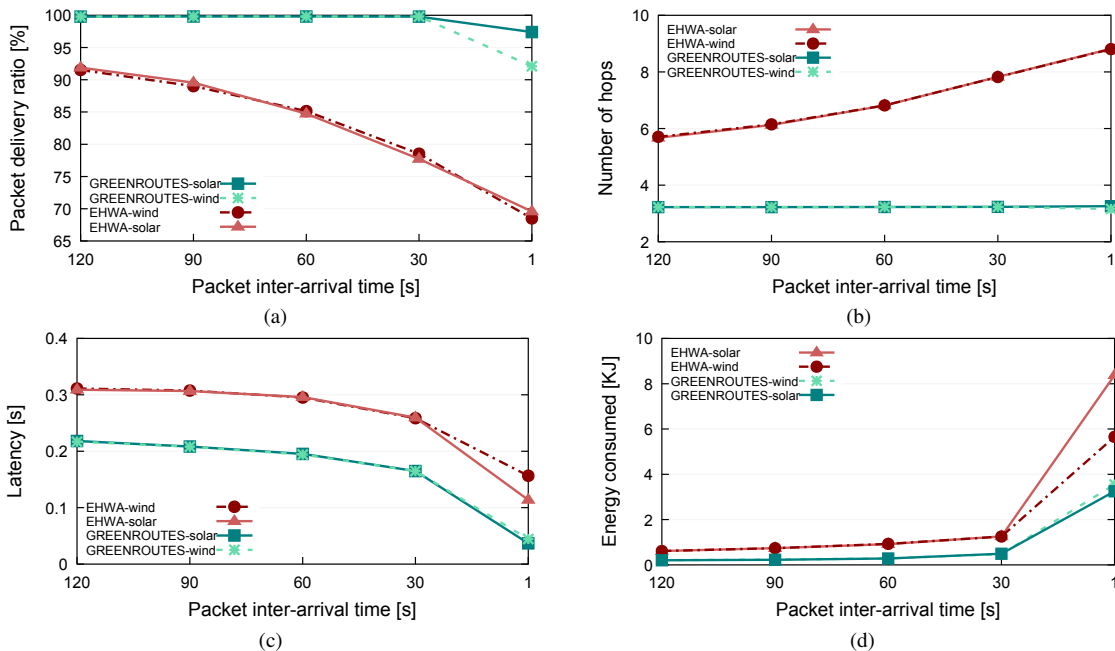 Packet delivery ratio [%]
100
95
90
85
80
75
70
65
GREENROUTES-solar
GREENROUTES-wind
EHWA-wind
EHWA-solar
120 90 60 30 1
Packet inter-arrival time [s]
(a)
Number of hops
10
8
6
4
2
EHWA-solar
EHWA-wind
GREENROUTES-solar
GREENROUTES-wind
120 90 60 30 1
Packet inter-arrival time [s]
(b)
Latency [s]
0.4
0.3
0.2
0.1
0
EHWA-wind
EHWA-solar
GREENROUTES-solar
GREENROUTES-wind
120 90 60 30 1
Packet inter-arrival time [s]
(c)
Energy consumed [KJ]
10
8
6
4
2
0
EHWA-solar
EHWA-wind
GREENROUTES-wind
GREENROUTES-solar
120 90 60 30 1
Packet inter-arrival time [s]
(d)